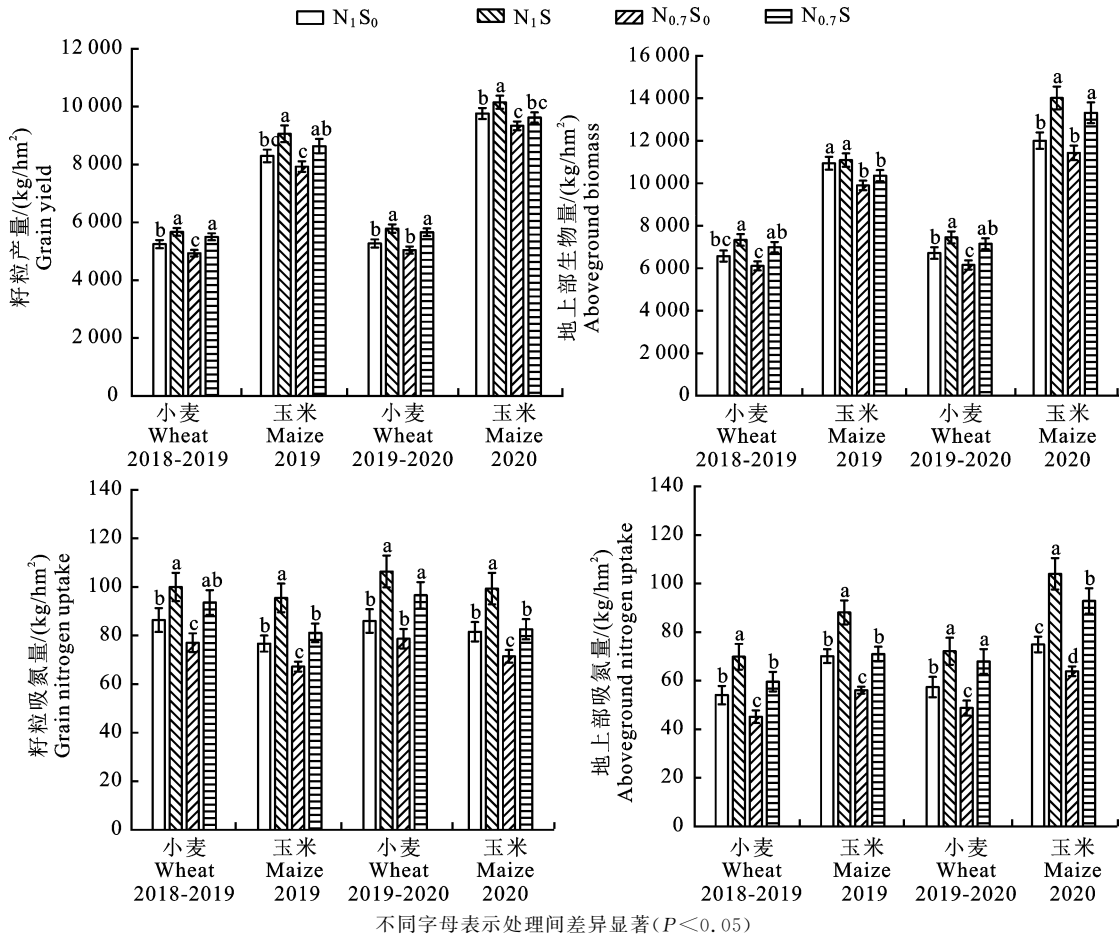 N₁S₀ N₁S N₀.₇S₀ N₀.₇S
籽粒产量/(kg/hm²)
Grain yield
12 000
10 000
8 000
6 000
4 000
2 000
0
b a c a
bc a c ab
b a b a
b a c bc
小麦 玉米 小麦 玉米
Wheat Maize Wheat Maize
2018-2019 2019 2019-2020 2020
地上部生物量/(kg/hm²)
Aboveground biomass
16 000
14 000
12 000
10 000
8 000
6 000
4 000
2 000
0
bc a c ab
a a b b
b a c ab
b a b a
小麦 玉米 小麦 玉米
Wheat Maize Wheat Maize
2018-2019 2019 2019-2020 2020
籽粒吸氮量/(kg/hm²)
Grain nitrogen uptake
140
120
100
80
60
40
20
0
b a c ab
b a c b
b a b a
b a c b
小麦 玉米 小麦 玉米
Wheat Maize Wheat Maize
2018-2019 2019 2019-2020 2020
地上部吸氮量/(kg/hm²)
Aboveground nitrogen uptake
140
120
100
80
60
40
20
0
b a c b
b a c b
b a c a
c a d b
小麦 玉米 小麦 玉米
Wheat Maize Wheat Maize
2018-2019 2019 2019-2020 2020
不同字母表示处理间差异显著(P＜0.05)